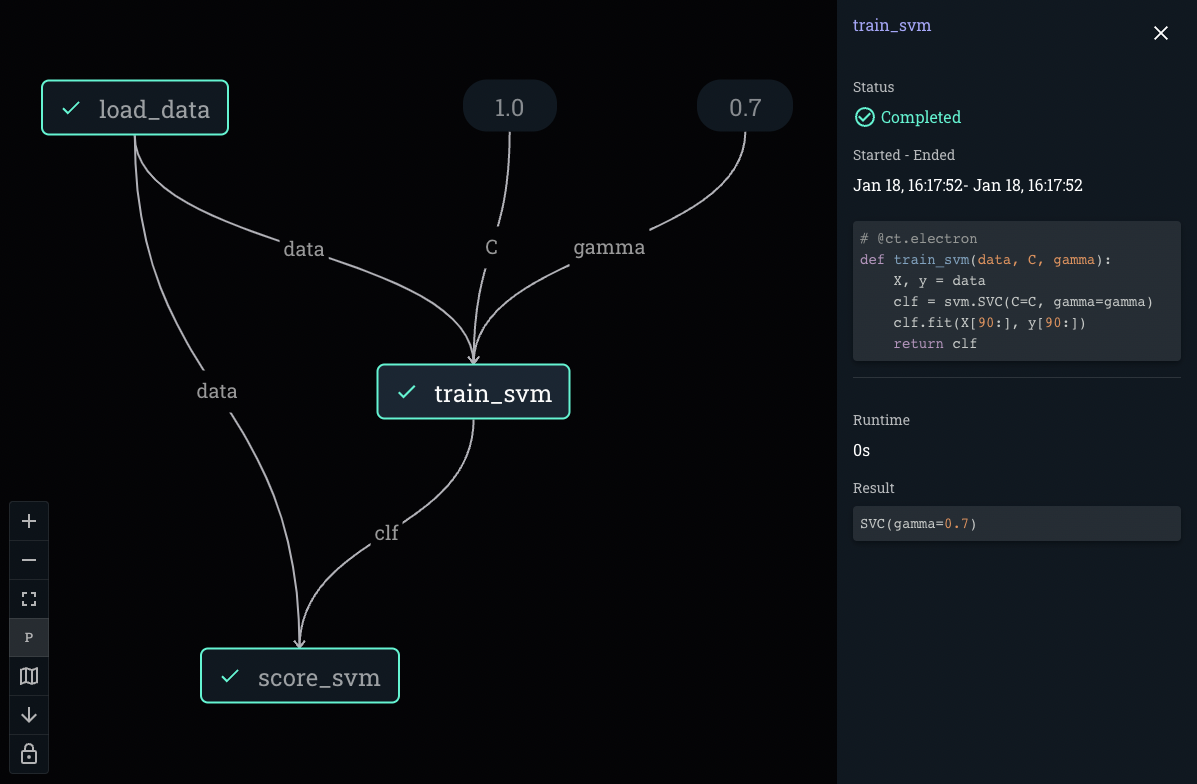 load_data
1.0
0.7
data
C
gamma
train_svm
data
clf
score_svm
P
train_svm
Status
Completed
Started - Ended
Jan 18, 16:17:52- Jan 18, 16:17:52
# @ct.electron
def train_svm(data, C, gamma):
    X, y = data
    clf = svm.SVC(C=C, gamma=gamma)
    clf.fit(X[90:], y[90:])
    return clf
Runtime
0s
Result
SVC(gamma=0.7)